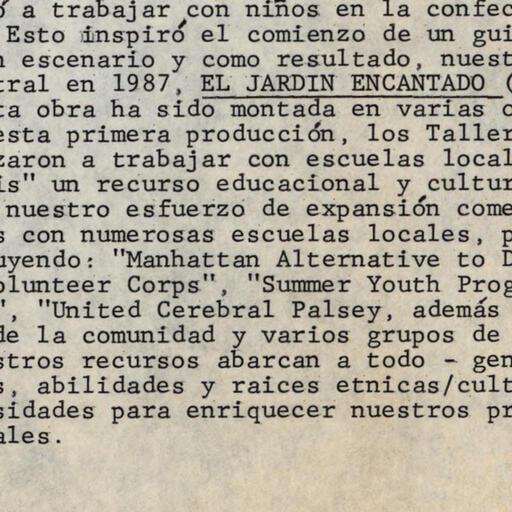 ó a trabajar con niños en la confec
Esto inspiró el comienzo de un gui
n escenario y como resultado, nuest
tral en 1987, EL JARDIN ENCANTADO (
ta obra ha sido montada en varias c
esta primera producción, los Taller
zaron a trabajar con escuelas local
is" un recurso educacional y cultur
nuestro esfuerzo de expansión come
s con numerosas escuelas locales, p
uyendo: "Manhattan Alternative to D
olunteer Corps", "Summer Youth Prog
", "United Cerebral Palsey, además
de la comunidad y varios grupos de
stros recursos abarcan a todo - gen
s, abilidades y raices etnicas/cult
sidades para enriquecer nuestros pr
ales.